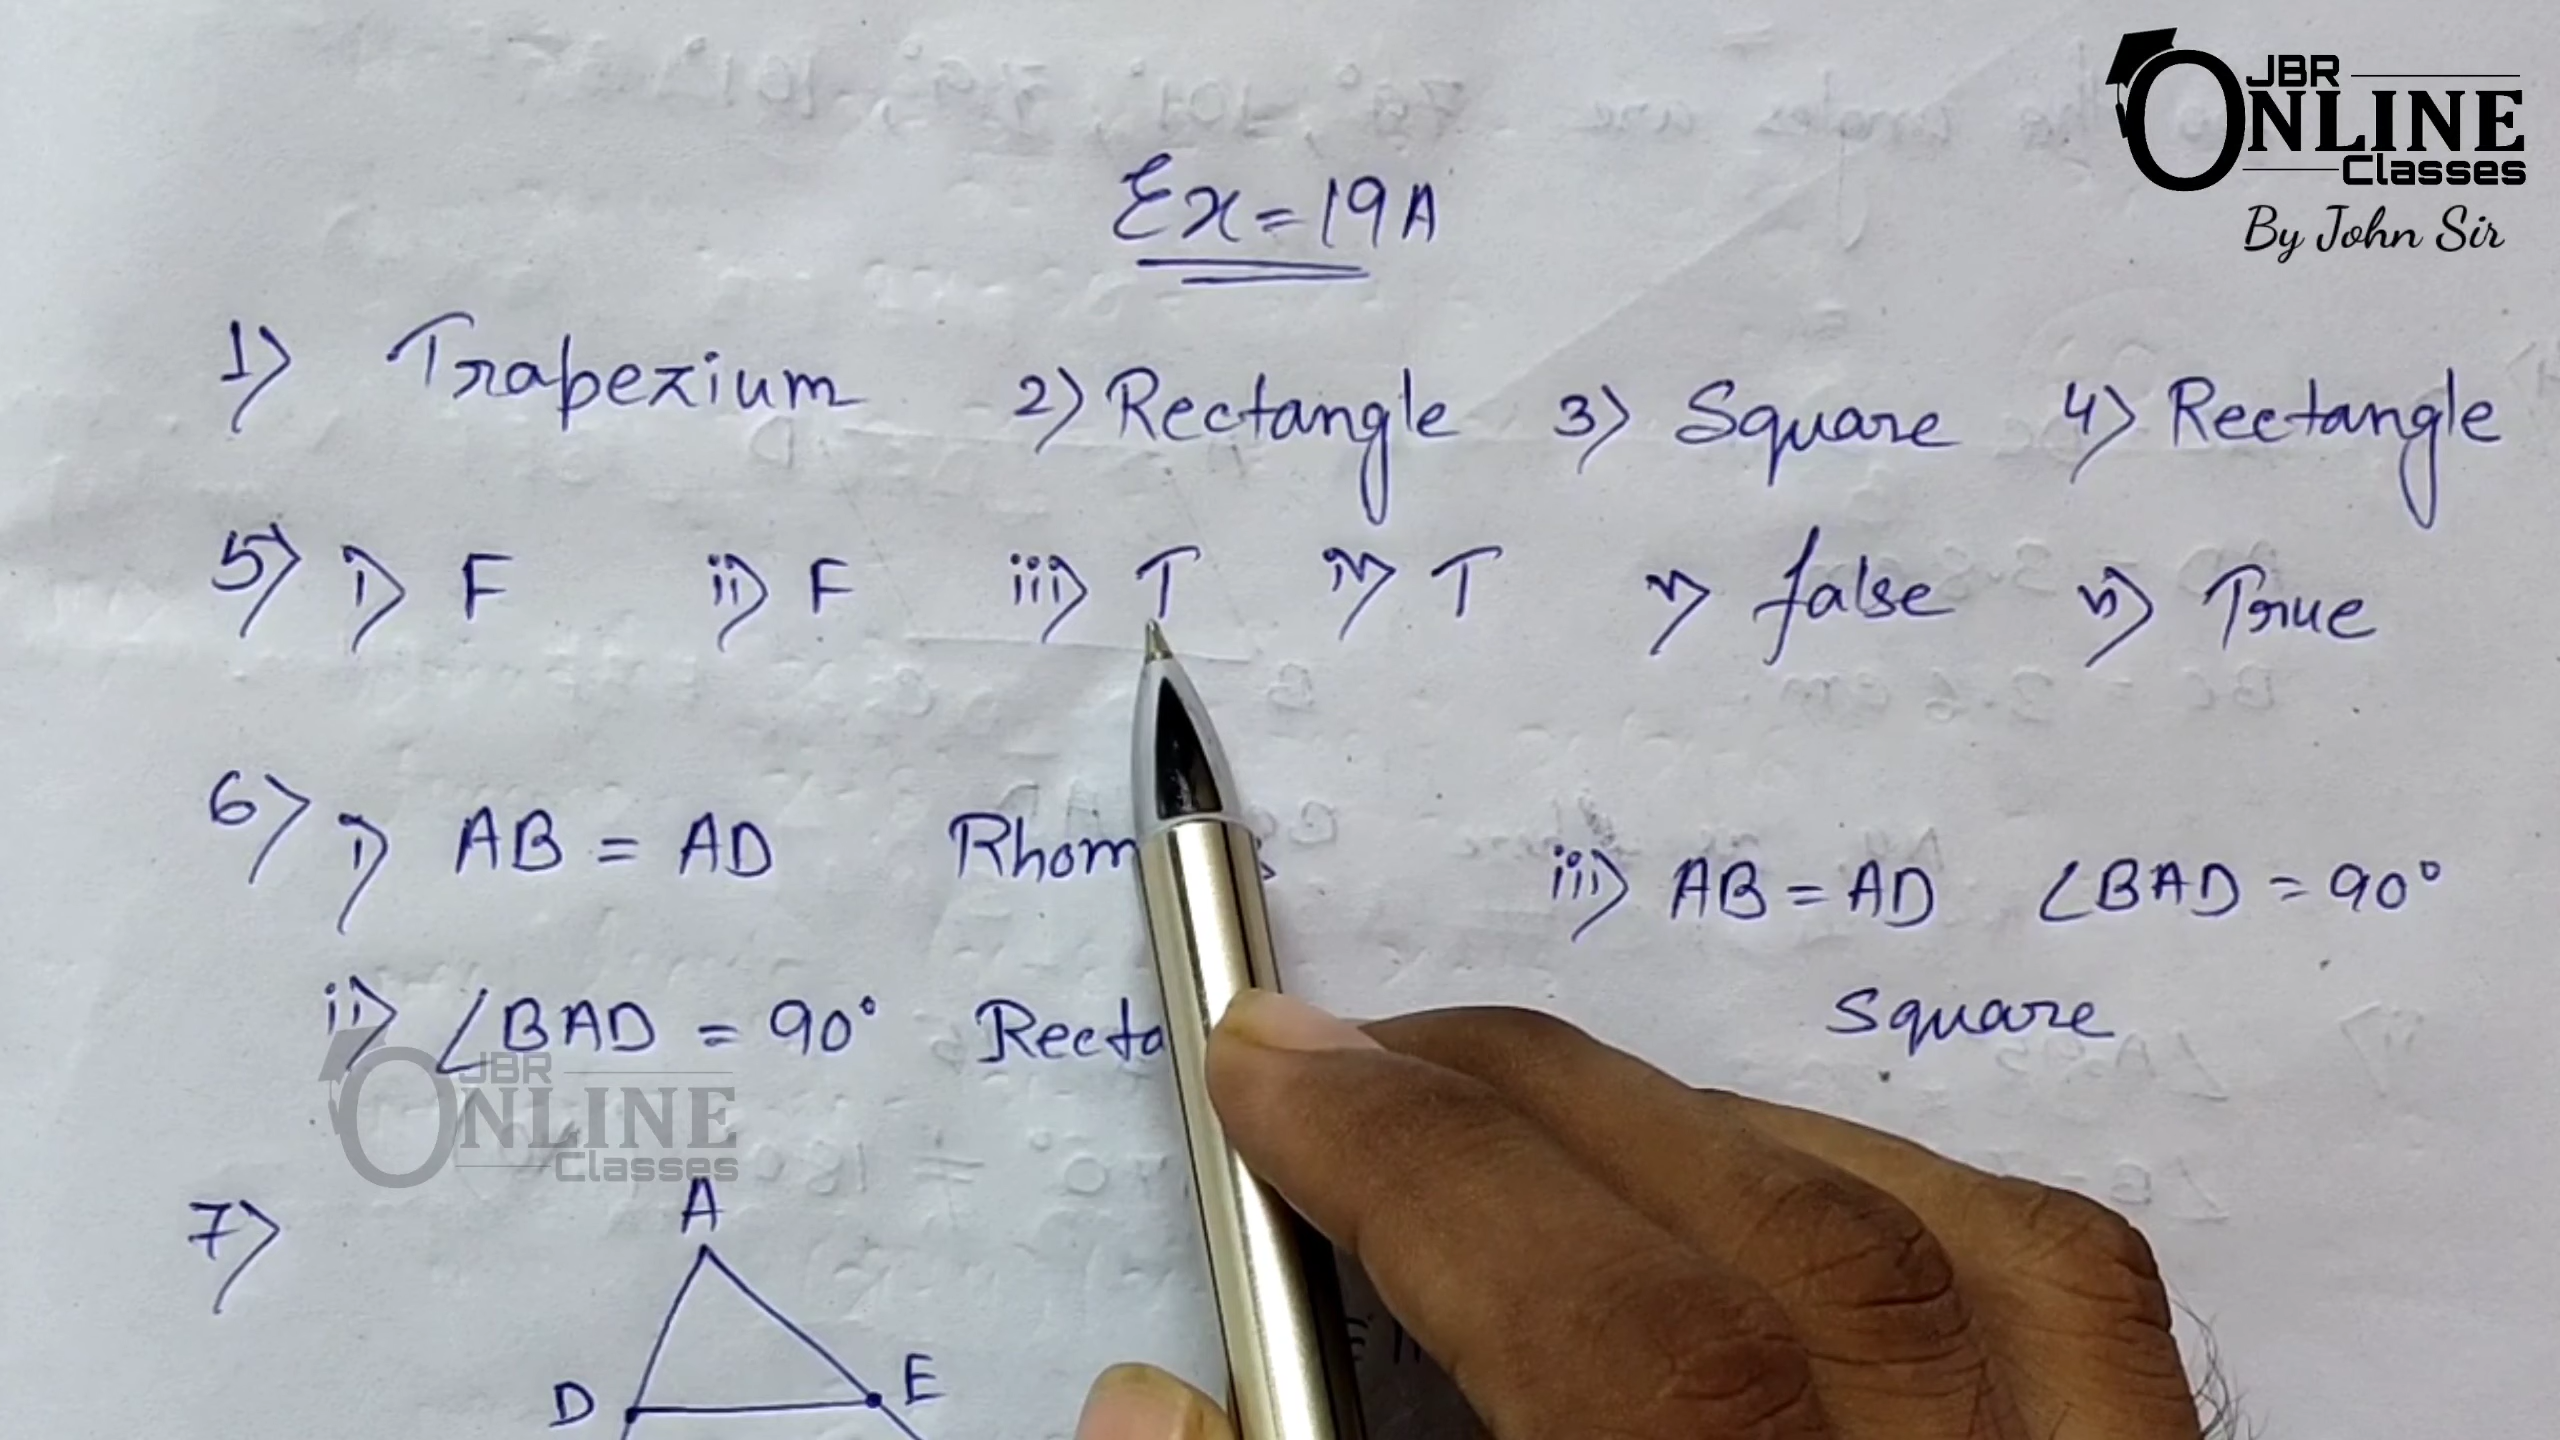 JBR
ONLINE
Classes
By John Sir
Ex = 19A
1) Trapezium 2) Rectangle 3) Square 4) Rectangle
5) i) F ii) F iii) T iv) T v) false vi) True
6) i) AB = AD iii) AB = AD ∠BAD = 90°
ii) ∠BAD = 90° Square
JBR
ONLINE
Classes
7)
A
D E